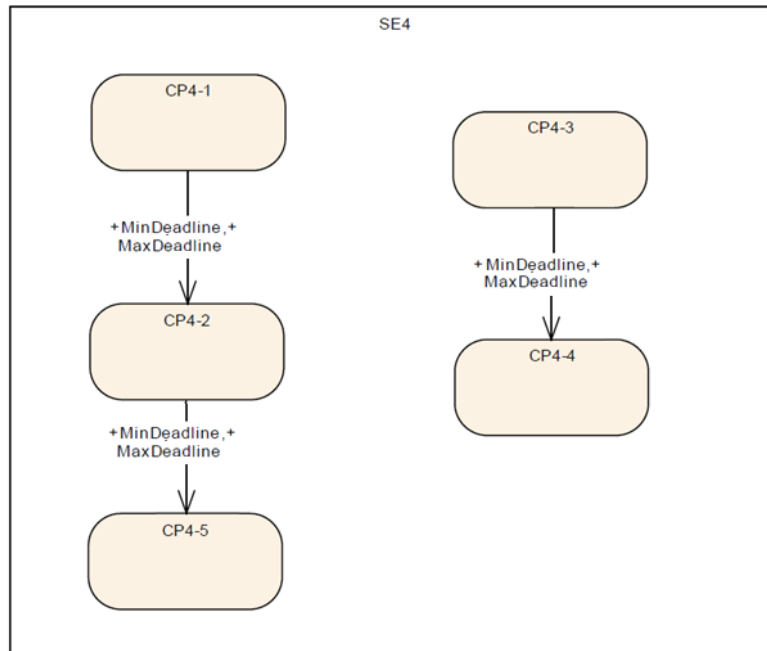 SE4
CP4-1
+MinDeadline,+
MaxDeadline
CP4-2
+MinDeadline,+
MaxDeadline
CP4-5
CP4-3
+MinDeadline,+
MaxDeadline
CP4-4